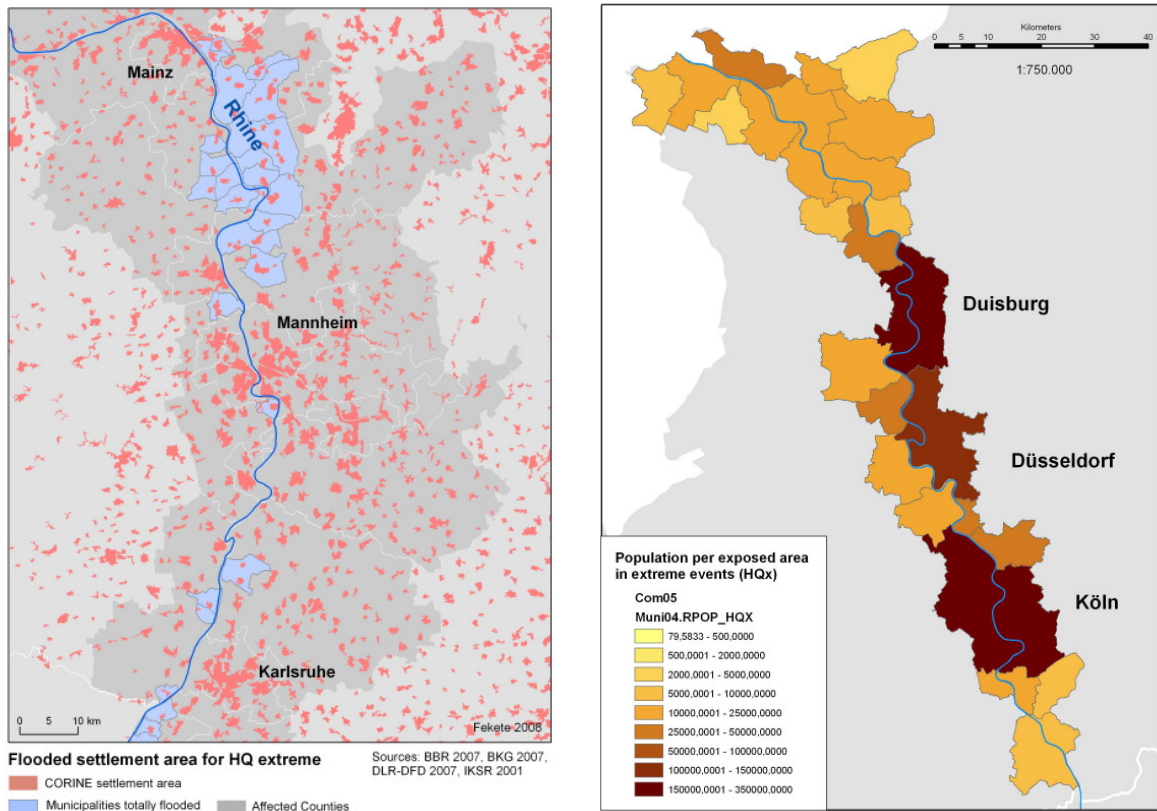 Mainz
Rhine
Mannheim
Karlsruhe
0 5 10 km
Fekete 2008
Flooded settlement area for HQ extreme
Sources: BBR 2007, BKG 2007,
DLR-DFD 2007, IKSR 2001
CORINE settlement area
Municipalities totally flooded
Affected Counties
Kilometers
0 5 10 20 30 40
1:750.000
Duisburg
Düsseldorf
Köln
Population per exposed area
in extreme events (HQx)
Com05
Muni04.RPOP_HQX
79,5833 - 500,0000
500,0001 - 2000,0000
2000,0001 - 5000,0000
5000,0001 - 10000,0000
10000,0001 - 25000,0000
25000,0001 - 50000,0000
50000,0001 - 100000,0000
100000,0001 - 150000,0000
150000,0001 - 350000,0000